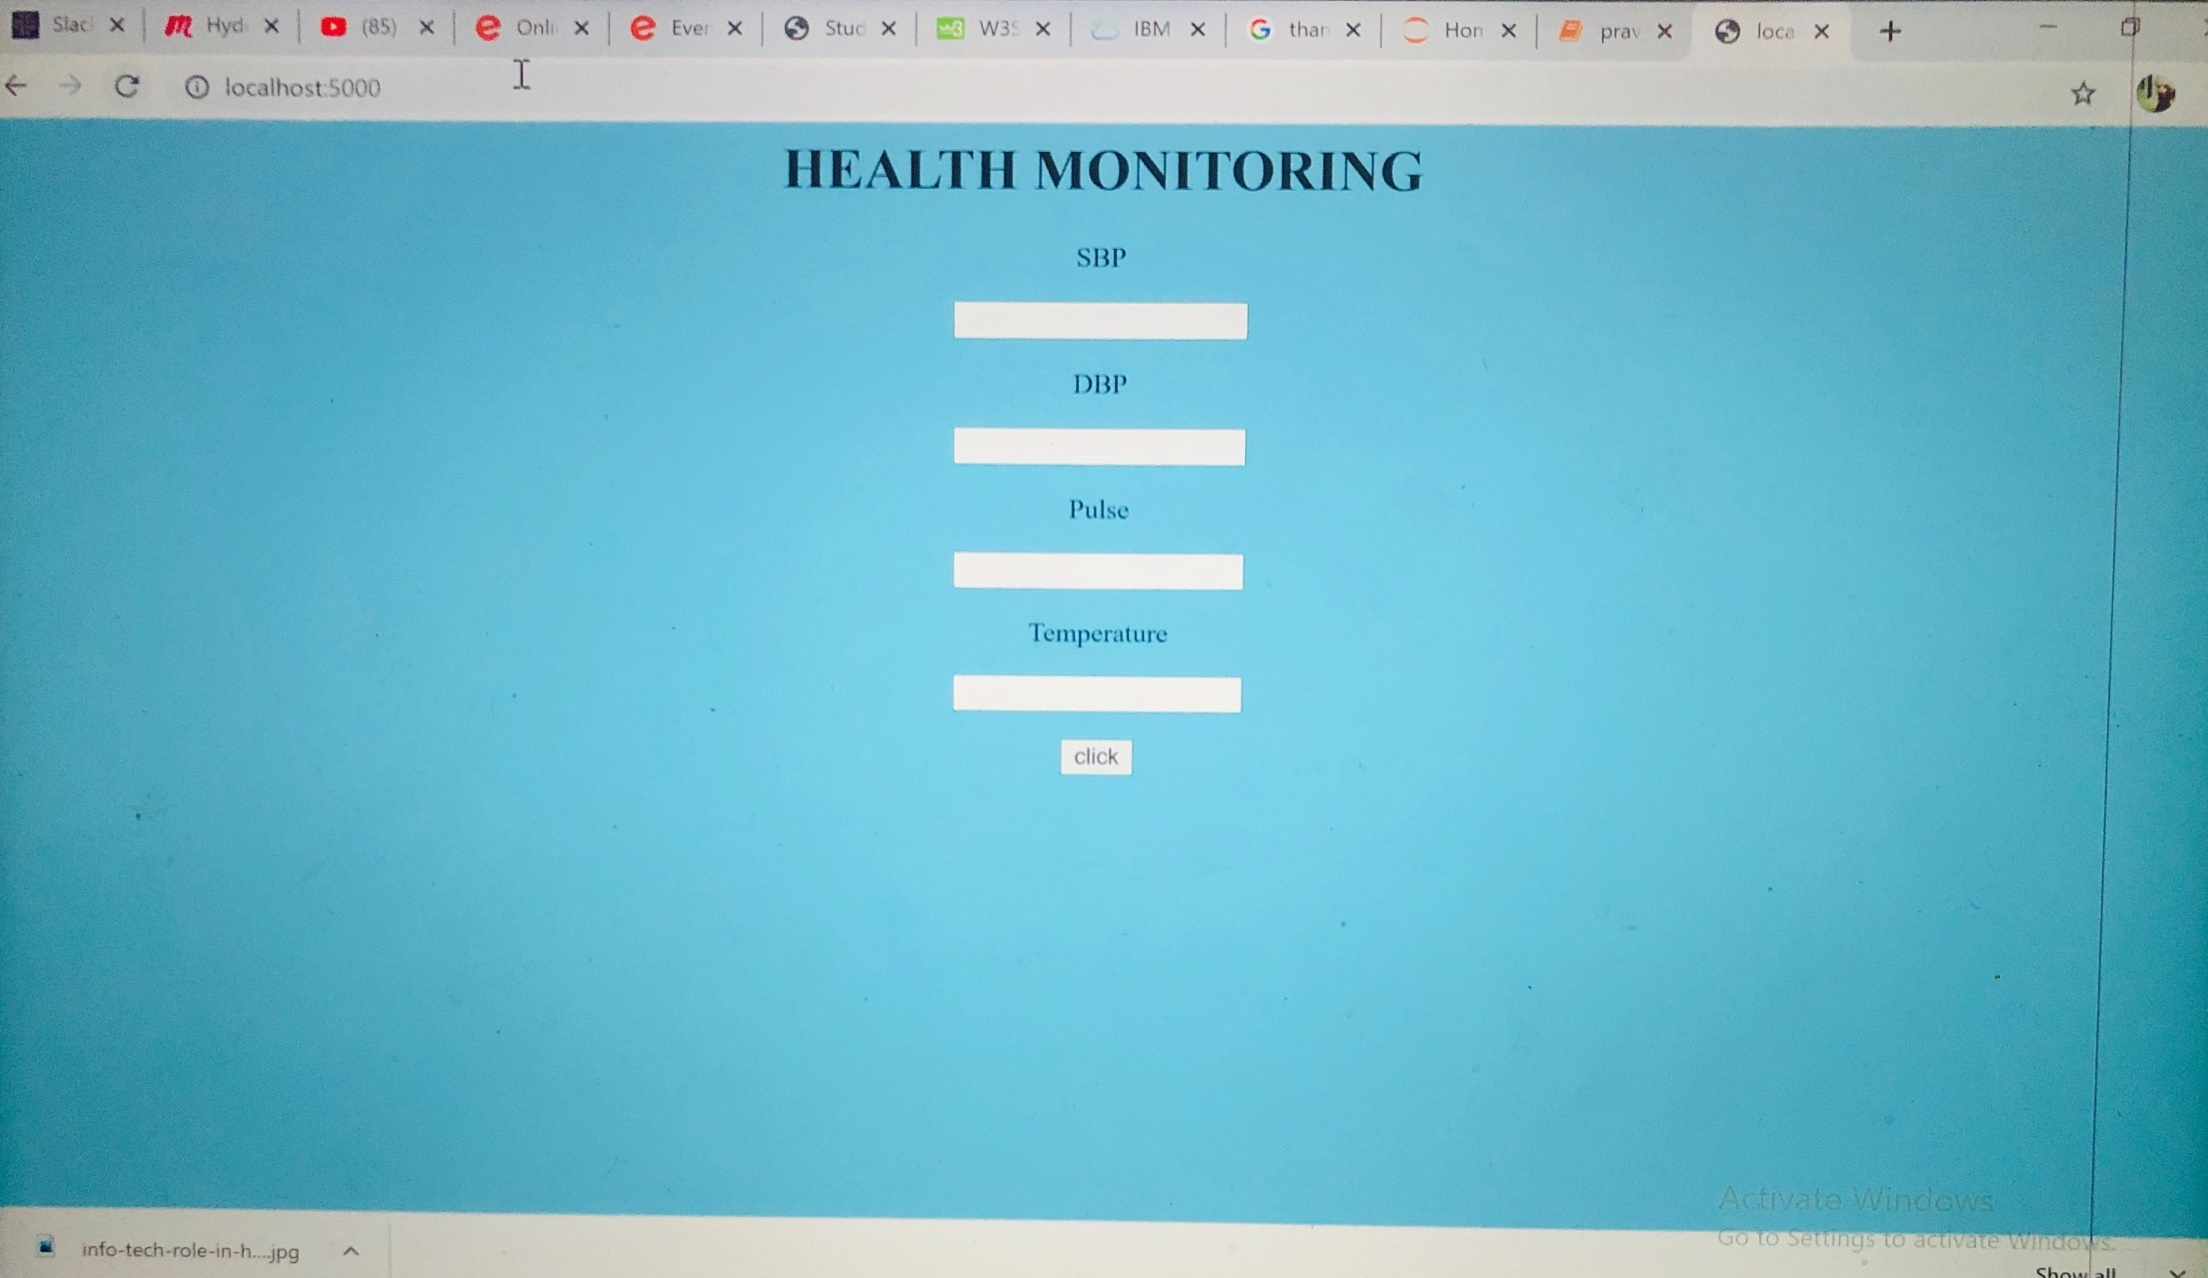 Slac
Hyd
(85)
Onli
Ever
Stud
W3S
IBM
than
Hon
prav
loca
localhost:5000
HEALTH MONITORING
SBP
DBP
Pulse
Temperature
click
Activate Windows
Go to Settings to activate Windows.
info-tech-role-in-h....jpg
Show all